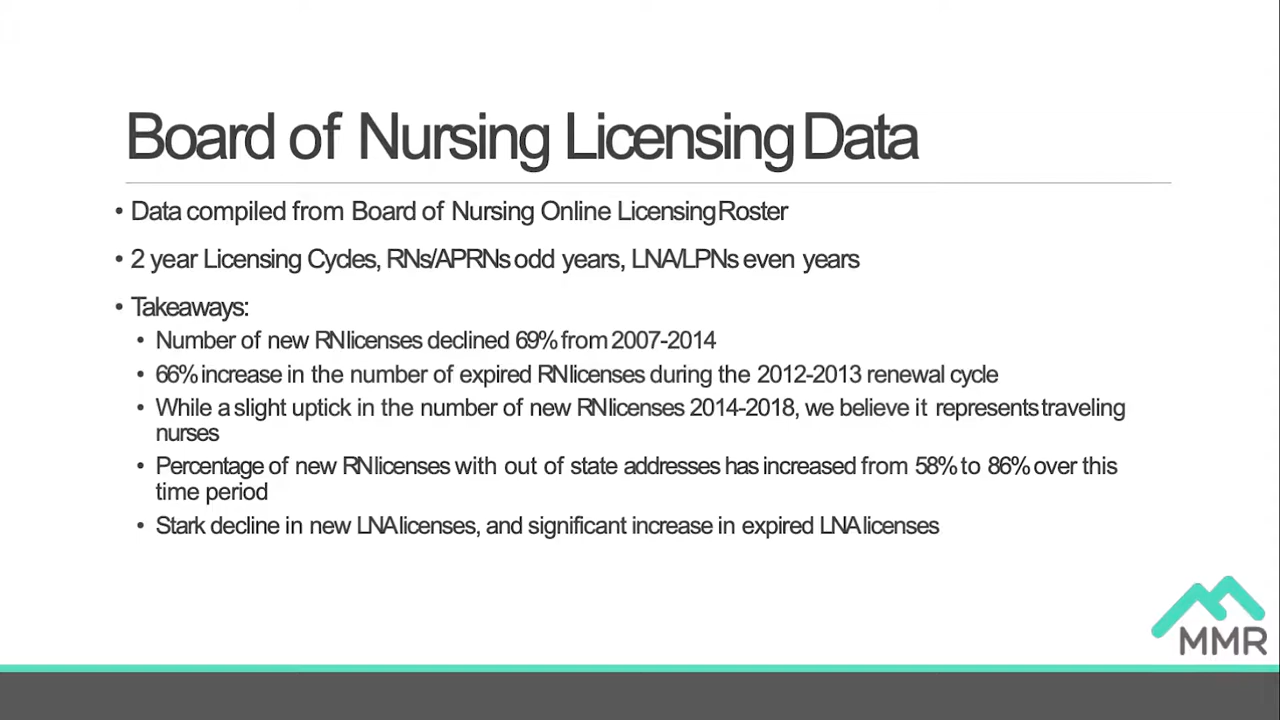 Board of Nursing Licensing Data
• Data compiled from Board of Nursing Online Licensing Roster
• 2 year Licensing Cycles, RNs/APRNs odd years, LNA/LPNs even years
• Takeaways:
• Number of new RN licenses declined 69% from 2007-2014
• 66% increase in the number of expired RN licenses during the 2012-2013 renewal cycle
• While a slight uptick in the number of new RN licenses 2014-2018, we believe it represents traveling
nurses
• Percentage of new RN licenses with out of state addresses has increased from 58% to 86% over this
time period
• Stark decline in new LNA licenses, and significant increase in expired LNA licenses
MMR